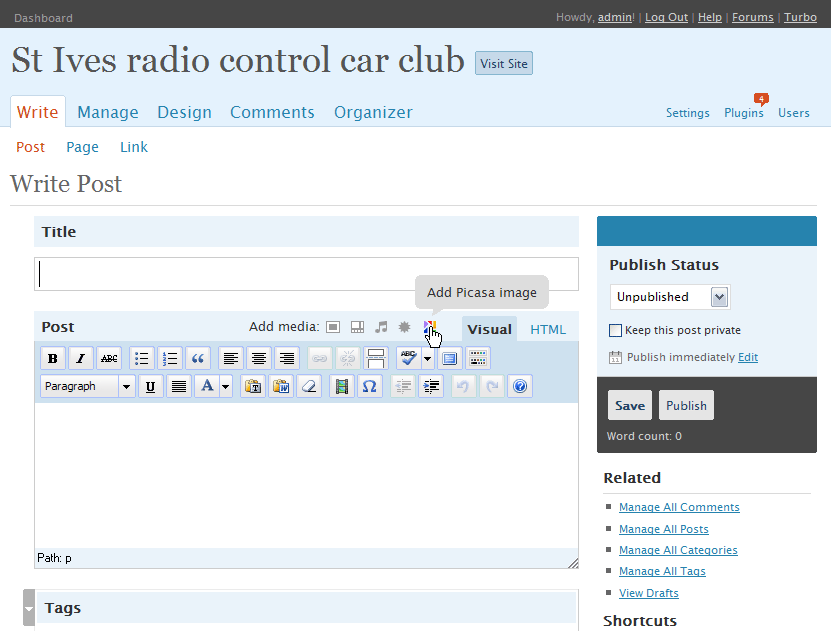 Dashboard
Howdy, admin! | Log Out | Help | Forums | Turbo
St Ives radio control car club Visit Site
Write Manage Design Comments Organizer
Settings Plugins 4 Users
Post Page Link
Write Post
Title
Add Picasa image
Post Add media: Visual HTML
B I ABC ABC
Paragraph U A T W Ω ?
Path: p
Tags
Publish Status
Unpublished
Keep this post private
11 Publish immediately Edit
Save Publish
Word count: 0
Related
Manage All Comments
Manage All Posts
Manage All Categories
Manage All Tags
View Drafts
Shortcuts